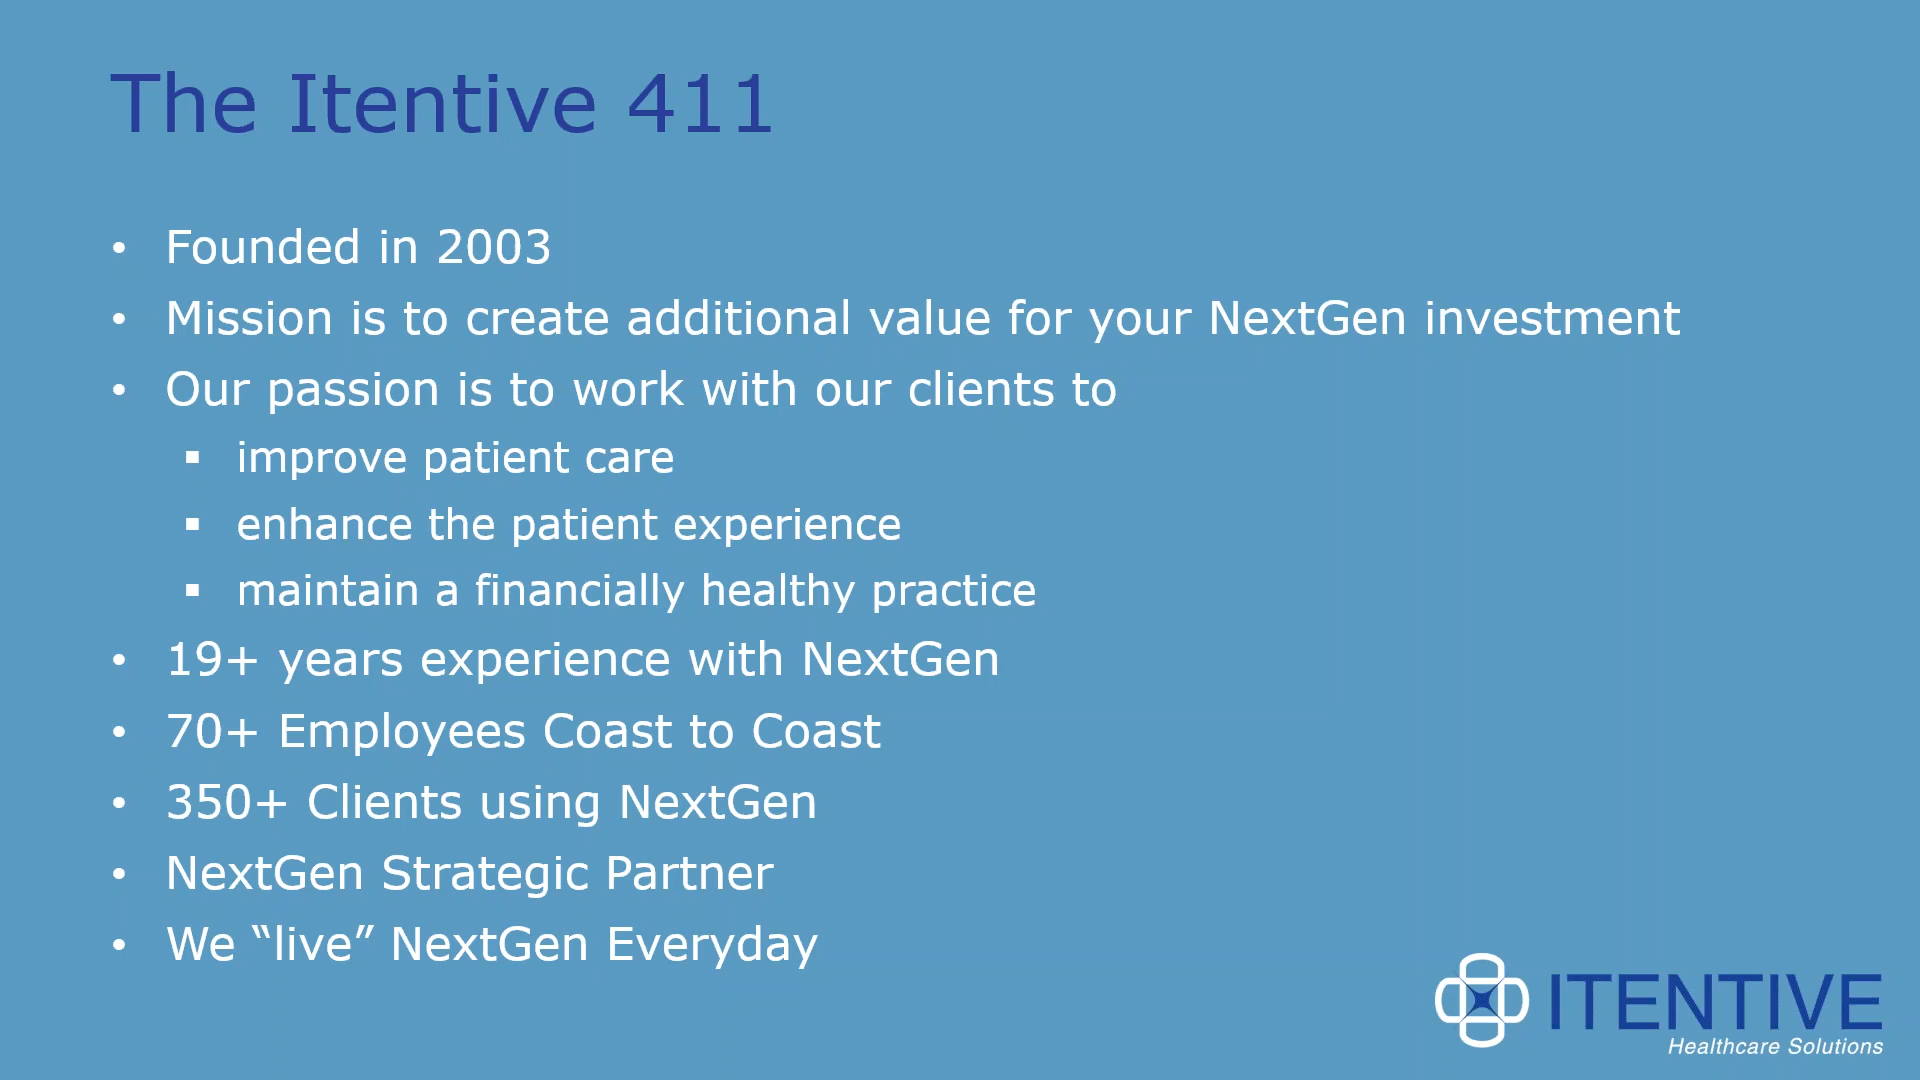 The Itentive 411
• Founded in 2003
• Mission is to create additional value for your NextGen investment
• Our passion is to work with our clients to
▪ improve patient care
▪ enhance the patient experience
▪ maintain a financially healthy practice
• 19+ years experience with NextGen
• 70+ Employees Coast to Coast
• 350+ Clients using NextGen
• NextGen Strategic Partner
• We “live” NextGen Everyday
ITENTIVE
Healthcare Solutions